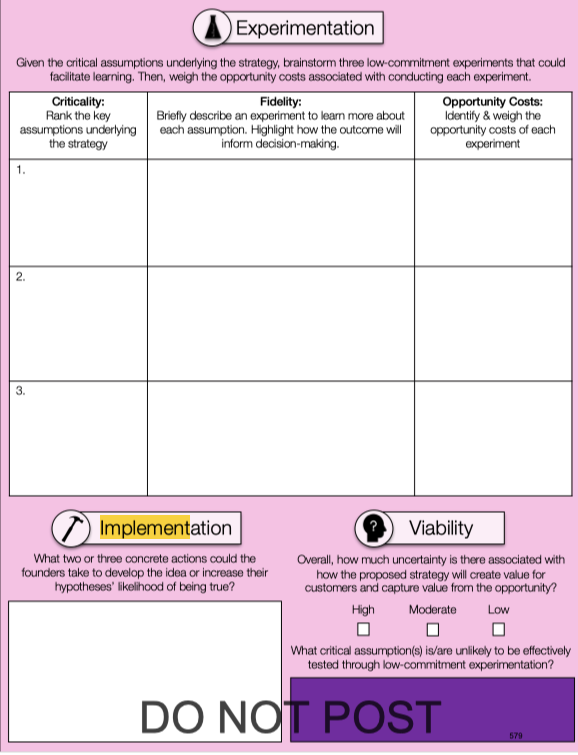 Experimentation
Given the critical assumptions underlying the strategy, brainstorm three low-commitment experiments that could
facilitate learning. Then, weigh the opportunity costs associated with conducting each experiment.
Criticality:
Rank the key
assumptions underlying
the strategy
Fidelity:
Briefly describe an experiment to learn more about
each assumption. Highlight how the outcome will
inform decision-making.
Opportunity Costs:
Identify & weigh the
opportunity costs of each
experiment
1.
2.
3.
Implementation
What two or three concrete actions could the
founders take to develop the idea or increase their
hypotheses' likelihood of being true?
?
Viability
Overall, how much uncertainty is there associated with
how the proposed strategy will create value for
customers and capture value from the opportunity?
High Moderate Low
What critical assumption(s) is/are unlikely to be effectively
tested through low-commitment experimentation?
DO NOT POST
579